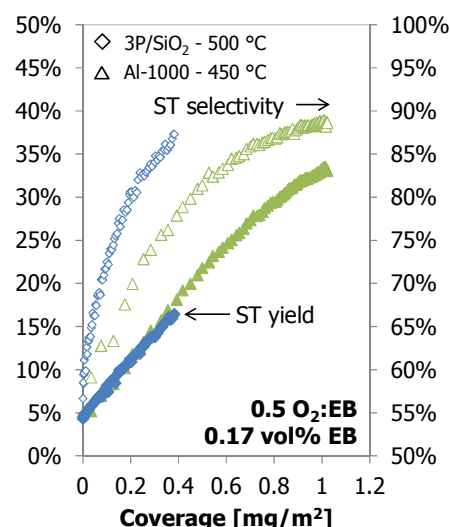 50% 100%
◇ 3P/SiO₂ - 500 °C
45% 95%
△ Al-1000 - 450 °C
40% ST selectivity → 90%
35% 85%
30% 80%
25% 75%
20% 70%
15% ← ST yield 65%
10% 60%
0.5 O₂:EB
5% 55%
0.17 vol% EB
0% 50%
0 0.2 0.4 0.6 0.8 1 1.2
Coverage [mg/m²]